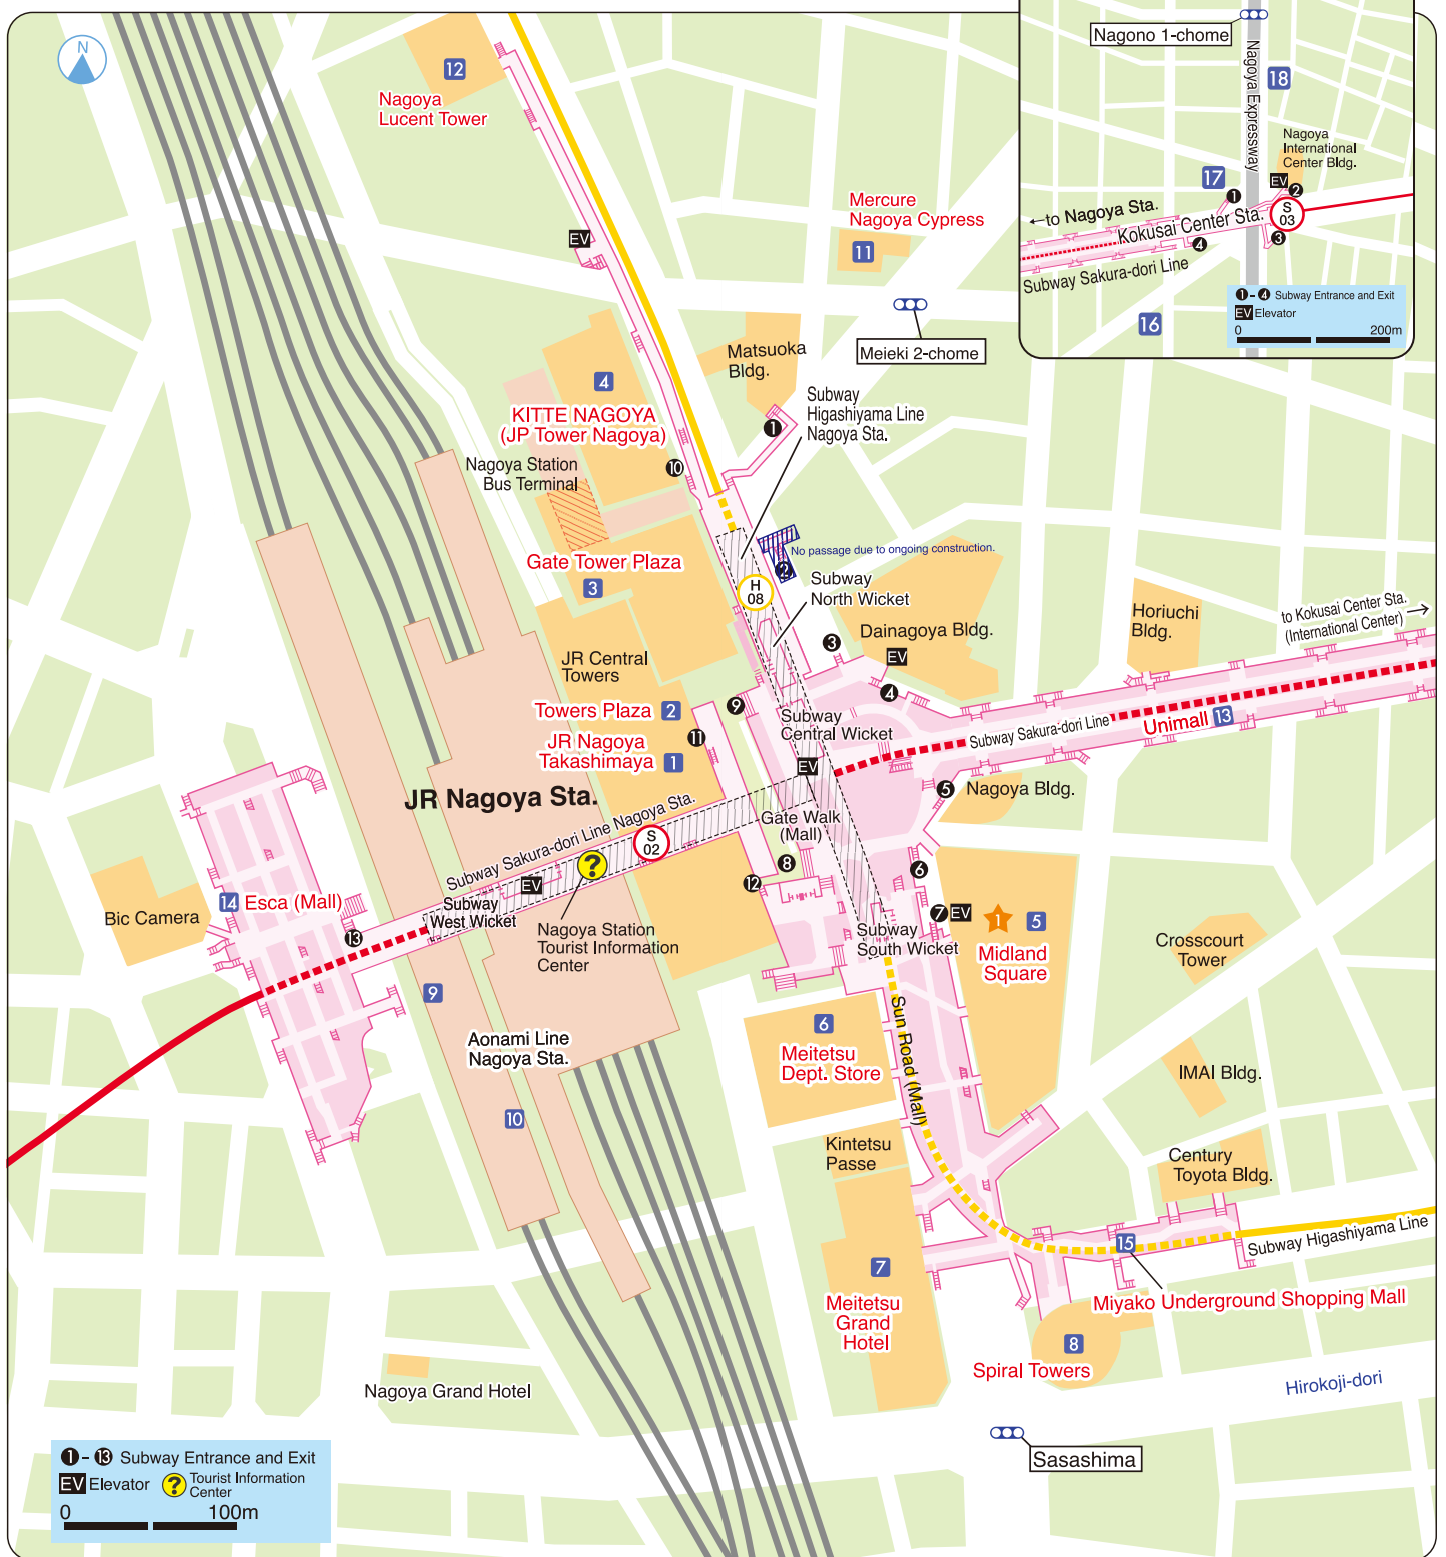 N
12
Nagoya
Lucent Tower
EV
Mercure
Nagoya Cypress
11
Meieki 2-chome
Nagono 1-chome
Nagoya Expressway
18
Nagoya
International
Center Bldg.
17
1
EV
2
←to Nagoya Sta.
Kokusai Center Sta.
S
03
3
4
Subway Sakura-dori Line
16
1 - 4 Subway Entrance and Exit
EV Elevator
0 200m
Matsuoka
Bldg.
4
KITTE NAGOYA
(JP Tower Nagoya)
1
Subway
Higashiyama Line
Nagoya Sta.
Nagoya Station
Bus Terminal
10
No passage due to ongoing construction.
2
Gate Tower Plaza
3
H
08
Subway
North Wicket
Dainagoya Bldg.
3
EV
4
Horiuchi
Bldg.
to Kokusai Center Sta.
(International Center)
→
JR Central
Towers
Towers Plaza 2
JR Nagoya
Takashimaya 1
9
11
Subway
Central Wicket
EV
Subway Sakura-dori Line
Unimall 13
JR Nagoya Sta.
5
Nagoya Bldg.
Subway Sakura-dori Line Nagoya Sta.
S
02
Gate Walk
(Mall)
8
12
6
7 EV
1
5
Midland
Square
?
EV
Subway
West Wicket
Nagoya Station
Tourist Information
Center
Subway
South Wicket
Bic Camera
14 Esca (Mall)
13
9
Crosscourt
Tower
Aonami Line
Nagoya Sta.
10
6
Meitetsu
Dept. Store
Sun Road (Mall)
IMAI Bldg.
Kintetsu
Passe
Century
Toyota Bldg.
7
Meitetsu
Grand
Hotel
15
Subway Higashiyama Line
Miyako Underground Shopping Mall
8
Spiral Towers
Hirokoji-dori
Nagoya Grand Hotel
Sasashima
1 - 13 Subway Entrance and Exit
EV Elevator ? Tourist Information
Center
0 100m